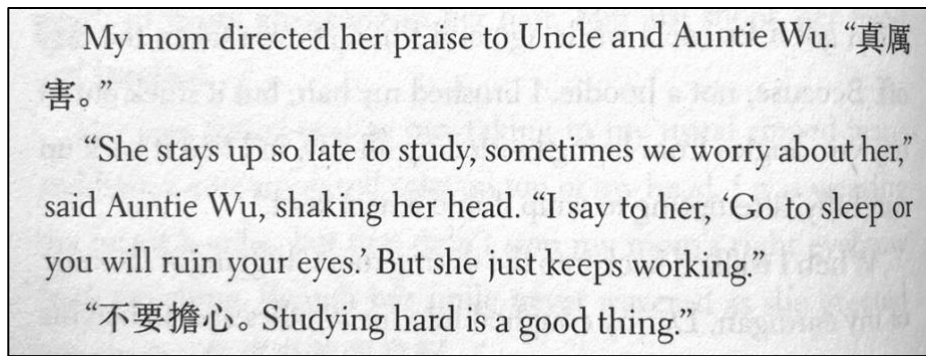 My mom directed her praise to Uncle and Auntie Wu. “真厲
害。”
“She stays up so late to study, sometimes we worry about her,”
said Auntie Wu, shaking her head. “I say to her, ‘Go to sleep or
you will ruin your eyes.’ But she just keeps working.”
“不要擔心。Studying hard is a good thing.”